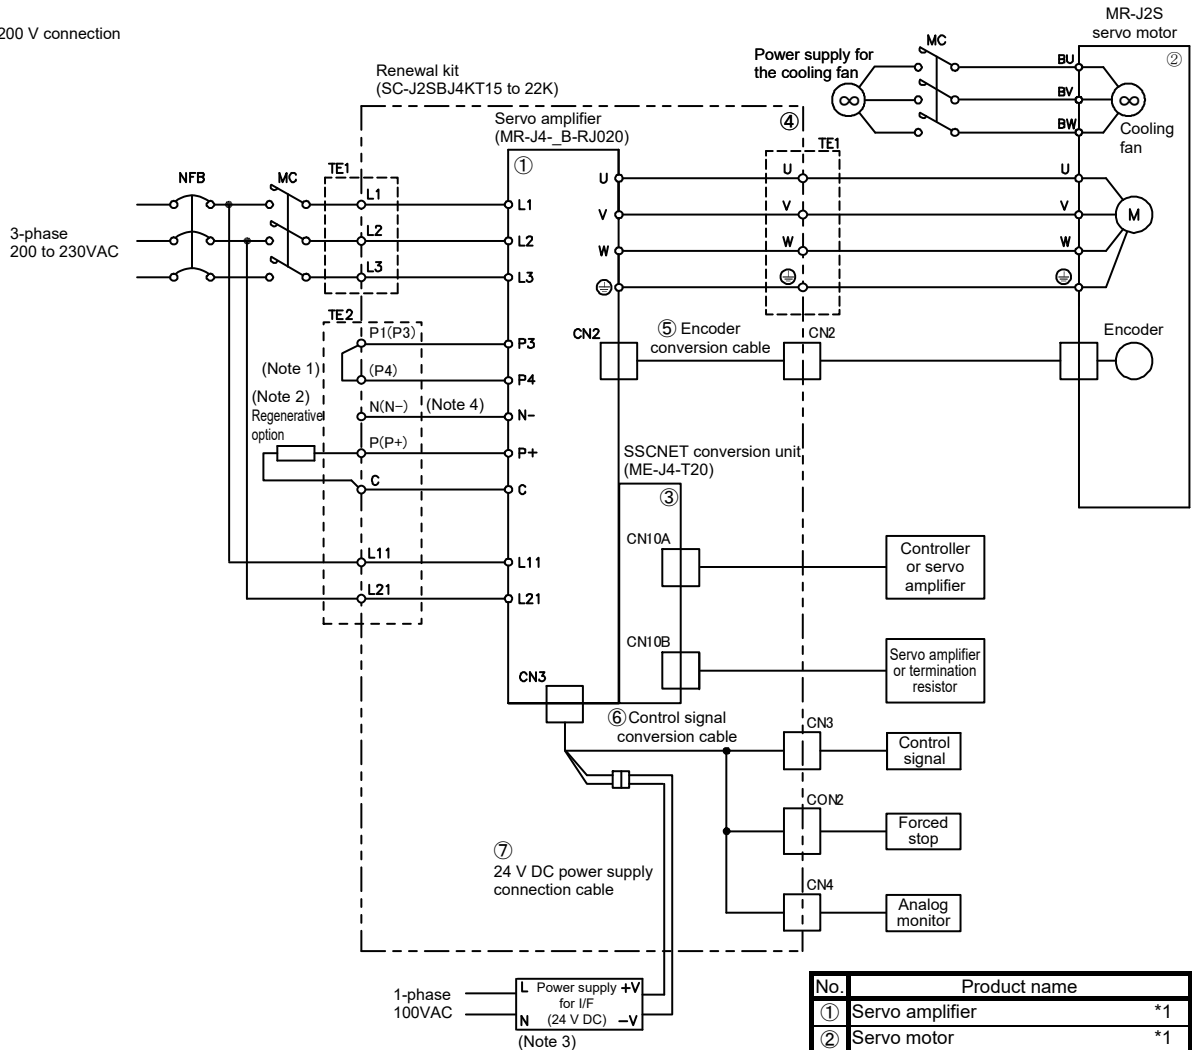 200 V connection
MR-J2S
servo motor
②
Power supply for
the cooling fan
MC
BU
BV
BW
Cooling
fan
Renewal kit
(SC-J2SBJ4KT15 to 22K)
④
Servo amplifier
(MR-J4-_B-RJ020)
①
NFB
MC
TE1
L1
L2
L3
L1
L2
L3
3-phase
200 to 230VAC
U
V
W
TE1
U
V
W
U
V
W
M
TE2
P1(P3)
(P4)
N(N−)
(Note 4)
P(P+)
C
L11
L21
P3
P4
N-
P+
C
L11
L21
(Note 1)
(Note 2)
Regenerative
option
CN2
⑤ Encoder
conversion cable
CN2
Encoder
SSCNET conversion unit
(ME-J4-T20)
③
CN10A
Controller
or servo
amplifier
CN10B
Servo amplifier
or termination
resistor
CN3
⑥ Control signal
conversion cable
CN3
Control
signal
CON2
Forced
stop
CN4
Analog
monitor
⑦
24 V DC power supply
connection cable
1-phase
100VAC
L Power supply +V
for I/F
N (24 V DC) −V
(Note 3)
No. Product name
① Servo amplifier *1
② Servo motor *1